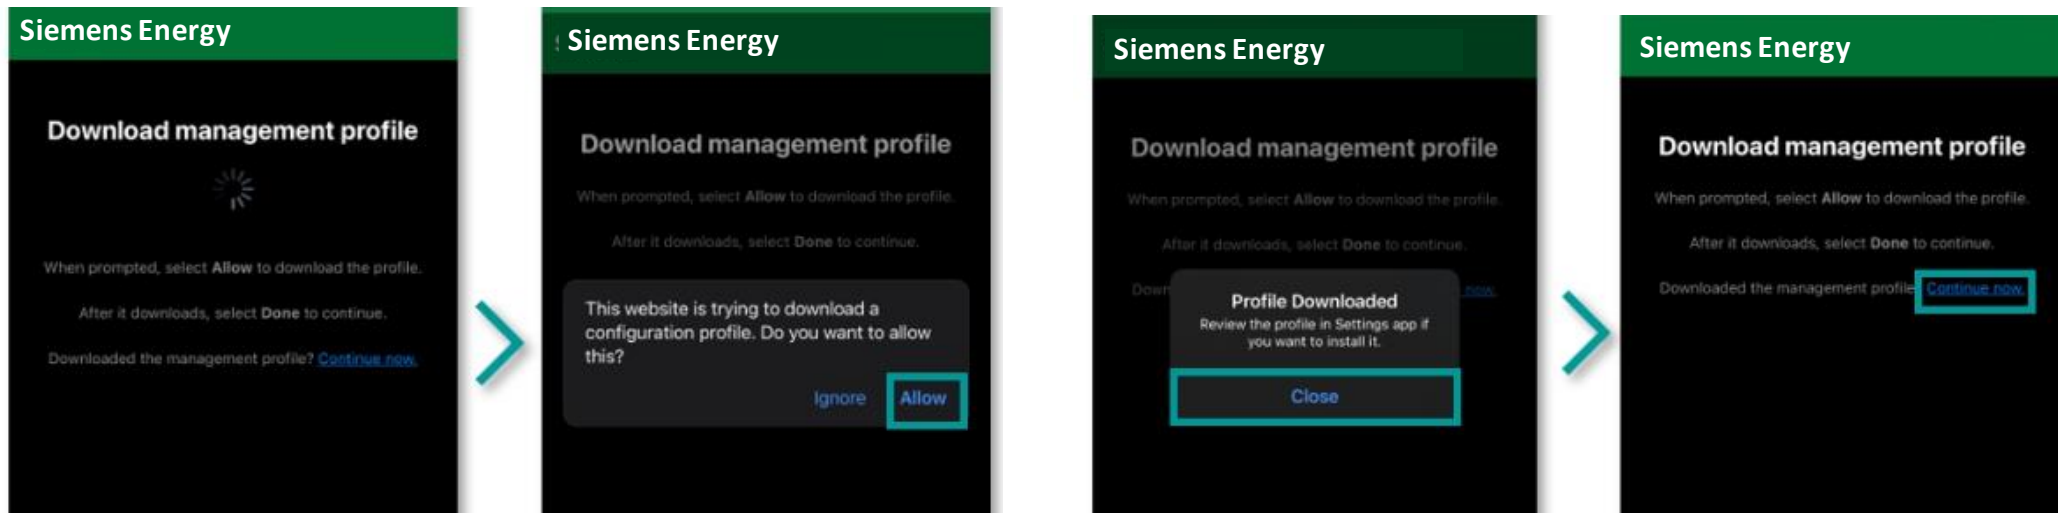 Siemens Energy
Download management profile
When prompted, select Allow to download the profile.
After it downloads, select Done to continue.
Downloaded the management profile? Continue now.
Siemens Energy
Download management profile
When prompted, select Allow to download the profile.
After it downloads, select Done to continue.
This website is trying to download a
configuration profile. Do you want to allow
this?
Ignore Allow
Siemens Energy
Download management profile
When prompted, select Allow to download the profile.
After it downloads, select Done to continue.
Down now.
Profile Downloaded
Review the profile in Settings app if
you want to install it.
Close
Siemens Energy
Download management profile
When prompted, select Allow to download the profile.
After it downloads, select Done to continue.
Downloaded the management profile Continue now.